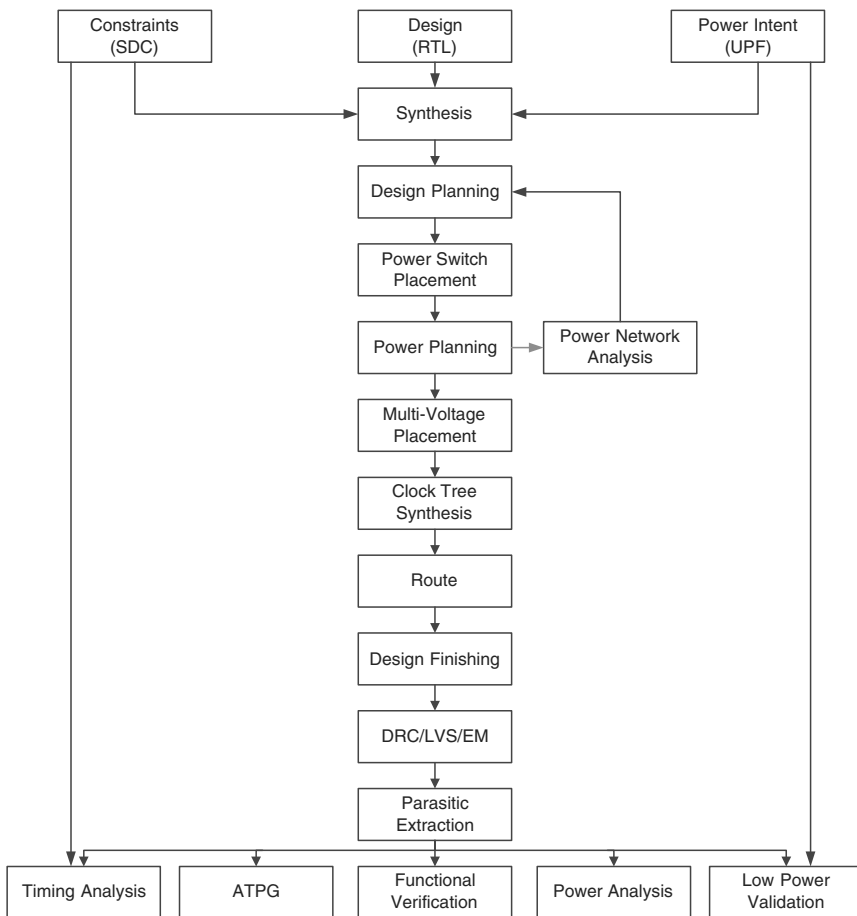 Constraints
(SDC)
Design
(RTL)
Power Intent
(UPF)
Synthesis
Design Planning
Power Switch
Placement
Power Planning
Power Network
Analysis
Multi-Voltage
Placement
Clock Tree
Synthesis
Route
Design Finishing
DRC/LVS/EM
Parasitic
Extraction
Timing Analysis
ATPG
Functional
Verification
Power Analysis
Low Power
Validation